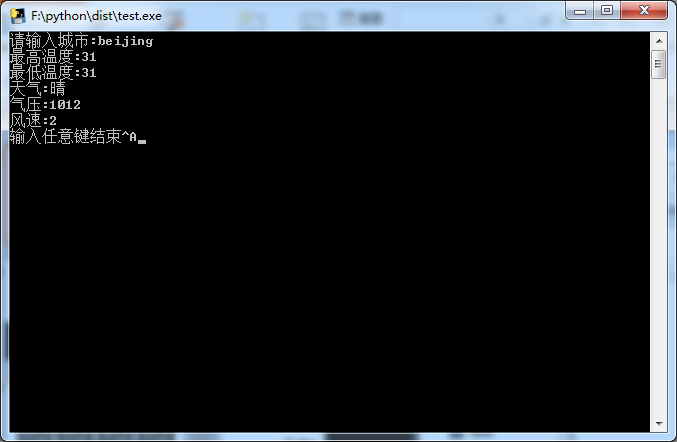 F:\python\dist\test.exe
请输入城市:beijing
最高温度:31
最低温度:31
天气:晴
气压:1012
风速:2
输入任意键结束^A